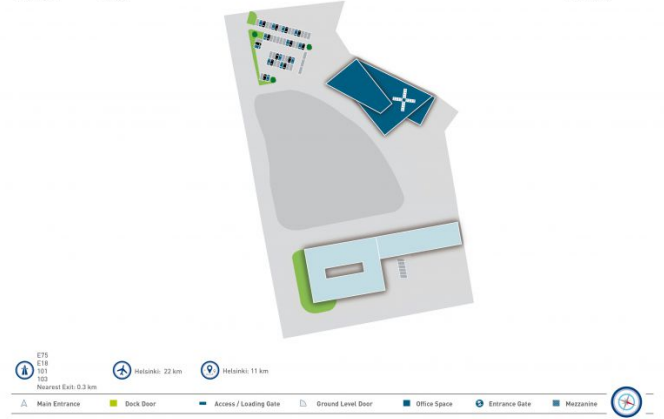 E75
E18
101
103
Nearest Exit: 0.3 km
Helsinki: 22 km
Helsinki: 11 km
Main Entrance
Dock Door
Access / Loading Gate
Ground Level Door
Office Space
Entrance Gate
Mezzanine